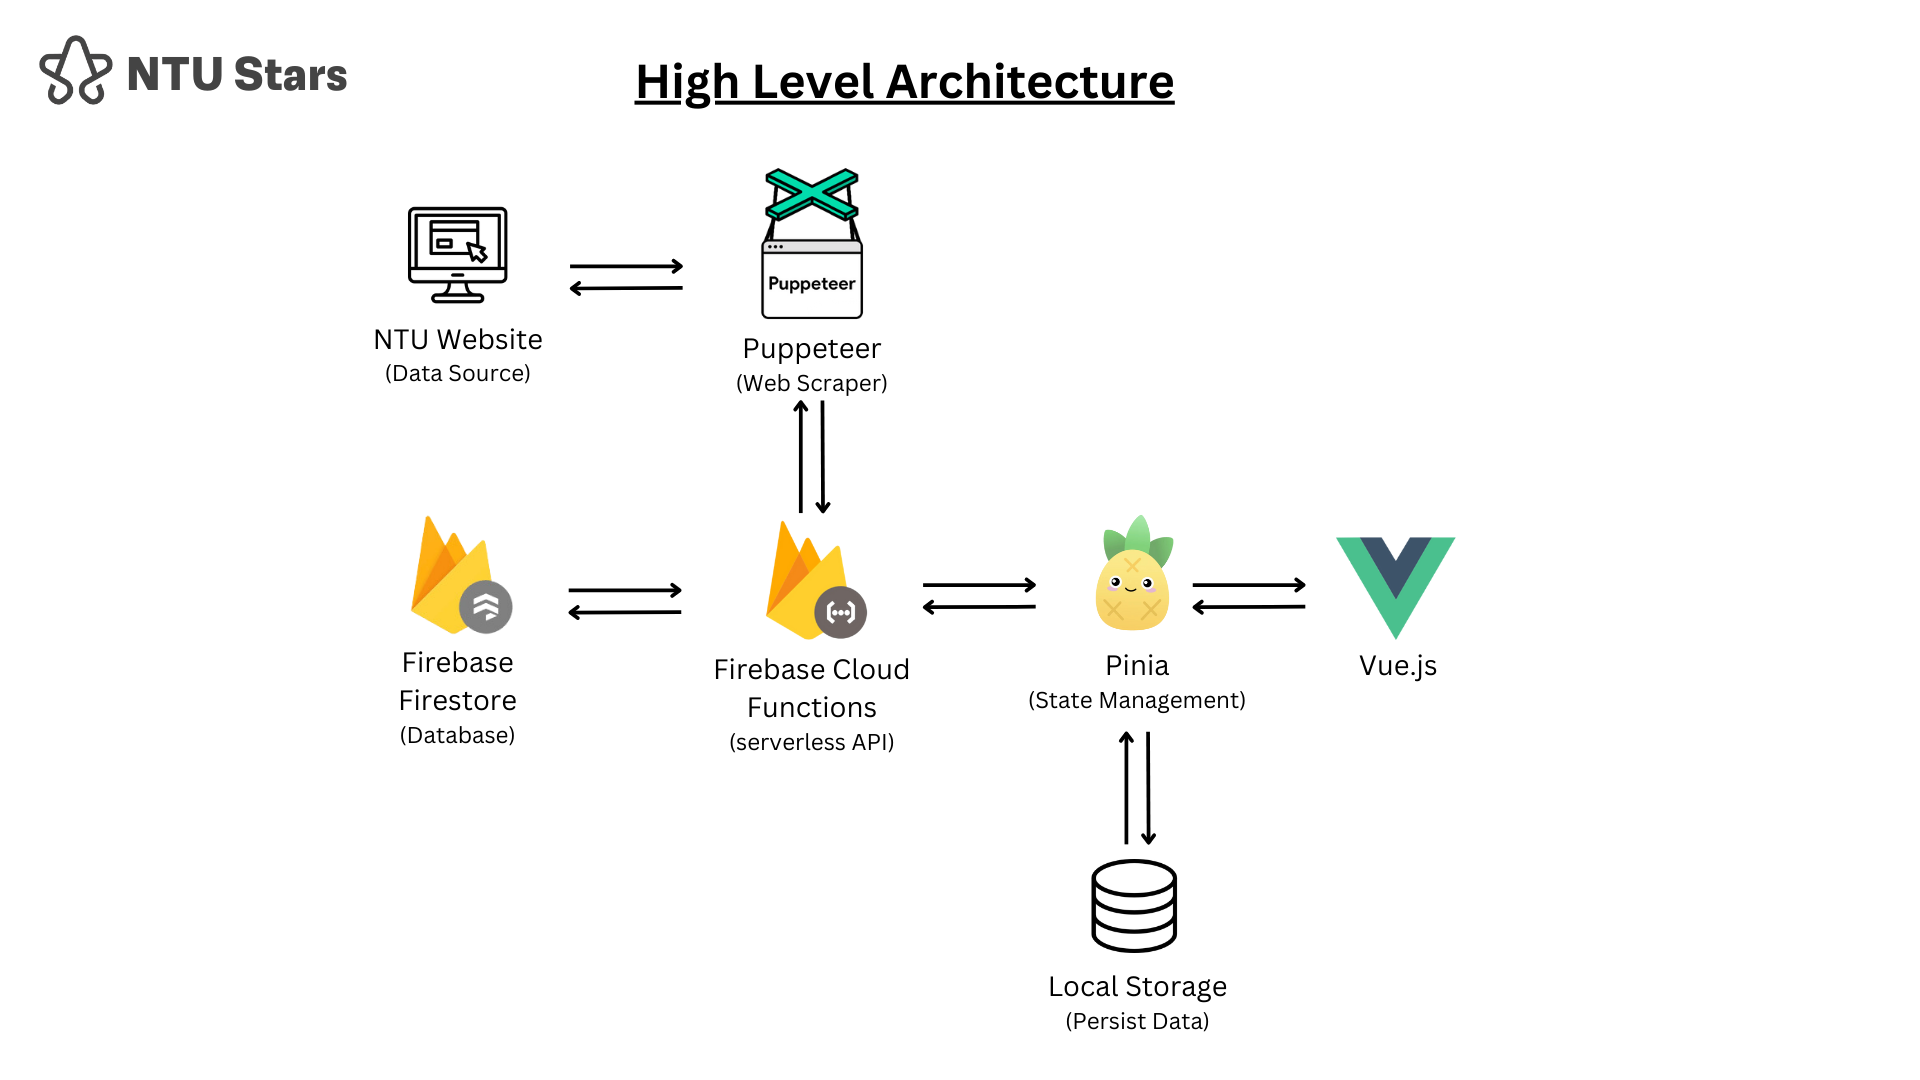 NTU Stars
High Level Architecture
Puppeteer
NTU Website
(Data Source)
Puppeteer
(Web Scraper)
Firebase
Firestore
(Database)
Firebase Cloud
Functions
(serverless API)
Pinia
(State Management)
Vue.js
Local Storage
(Persist Data)